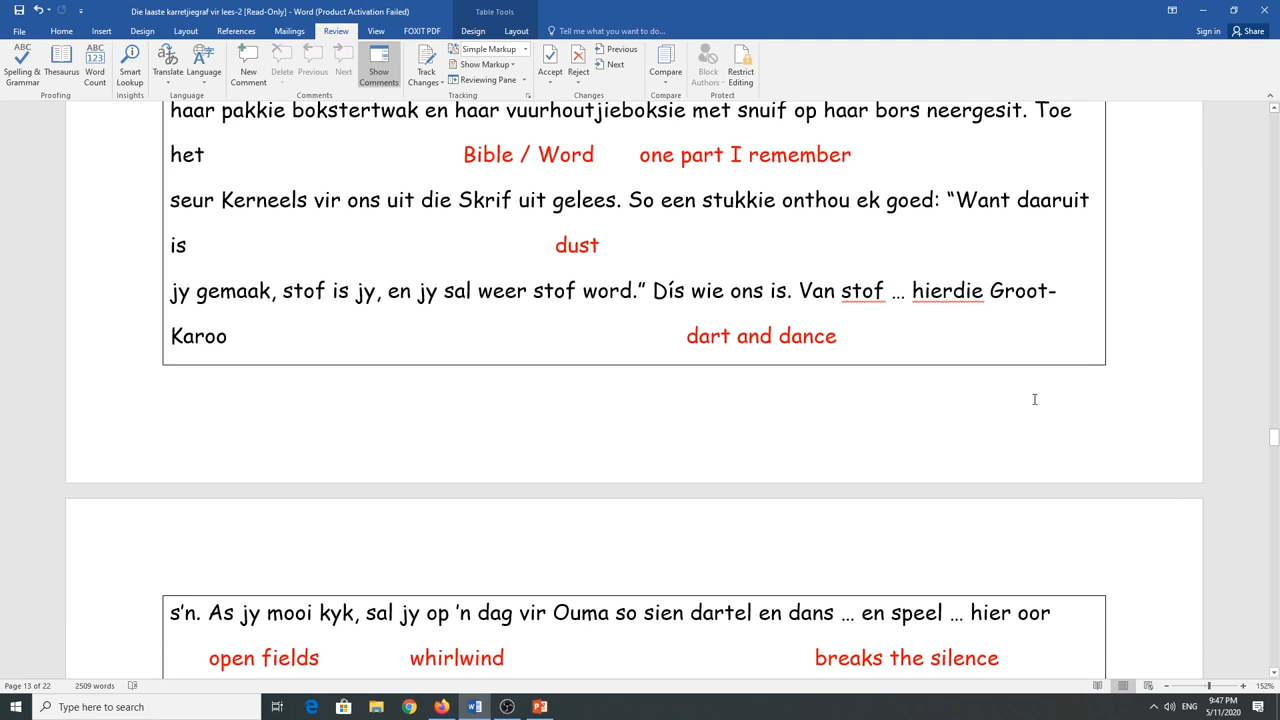 Die laaste karretjiegraf vir lees-2 [Read-Only] - Word (Product Activation Failed)
Table Tools
File Home Insert Draw Design Layout References Mailings Review View FOXIT PDF Design Layout Tell me what you want to do... Sign in Share
ABC ABC 123
Spelling & Grammar Thesaurus Word Count Smart Lookup Translate Language New Comment Delete Previous Next Show Comments Track Changes Simple Markup Show Markup Reviewing Pane Accept Reject Previous Next Compare Block Authors Restrict Editing
Proofing Insights Language Comments Tracking Changes Compare Protect
haar pakkie bokstertwak en haar vuurhoutjieboksie met snuif op haar bors neergesit. Toe
het
Bible / Word one part I remember
seur Kerneels vir ons uit die Skrif uit gelees. So een stukkie onthou ek goed: “Want daaruit
is
dust
jy gemaak, stof is jy, en jy sal weer stof word.” Dís wie ons is. Van stof … hierdie Groot-
Karoo
dart and dance
s’n. As jy mooi kyk, sal jy op ’n dag vir Ouma so sien dartel en dans … en speel … hier oor
open fields whirlwind breaks the silence
Page 13 of 22 2509 words 152%
Type here to search
9:47 PM
5/11/2020